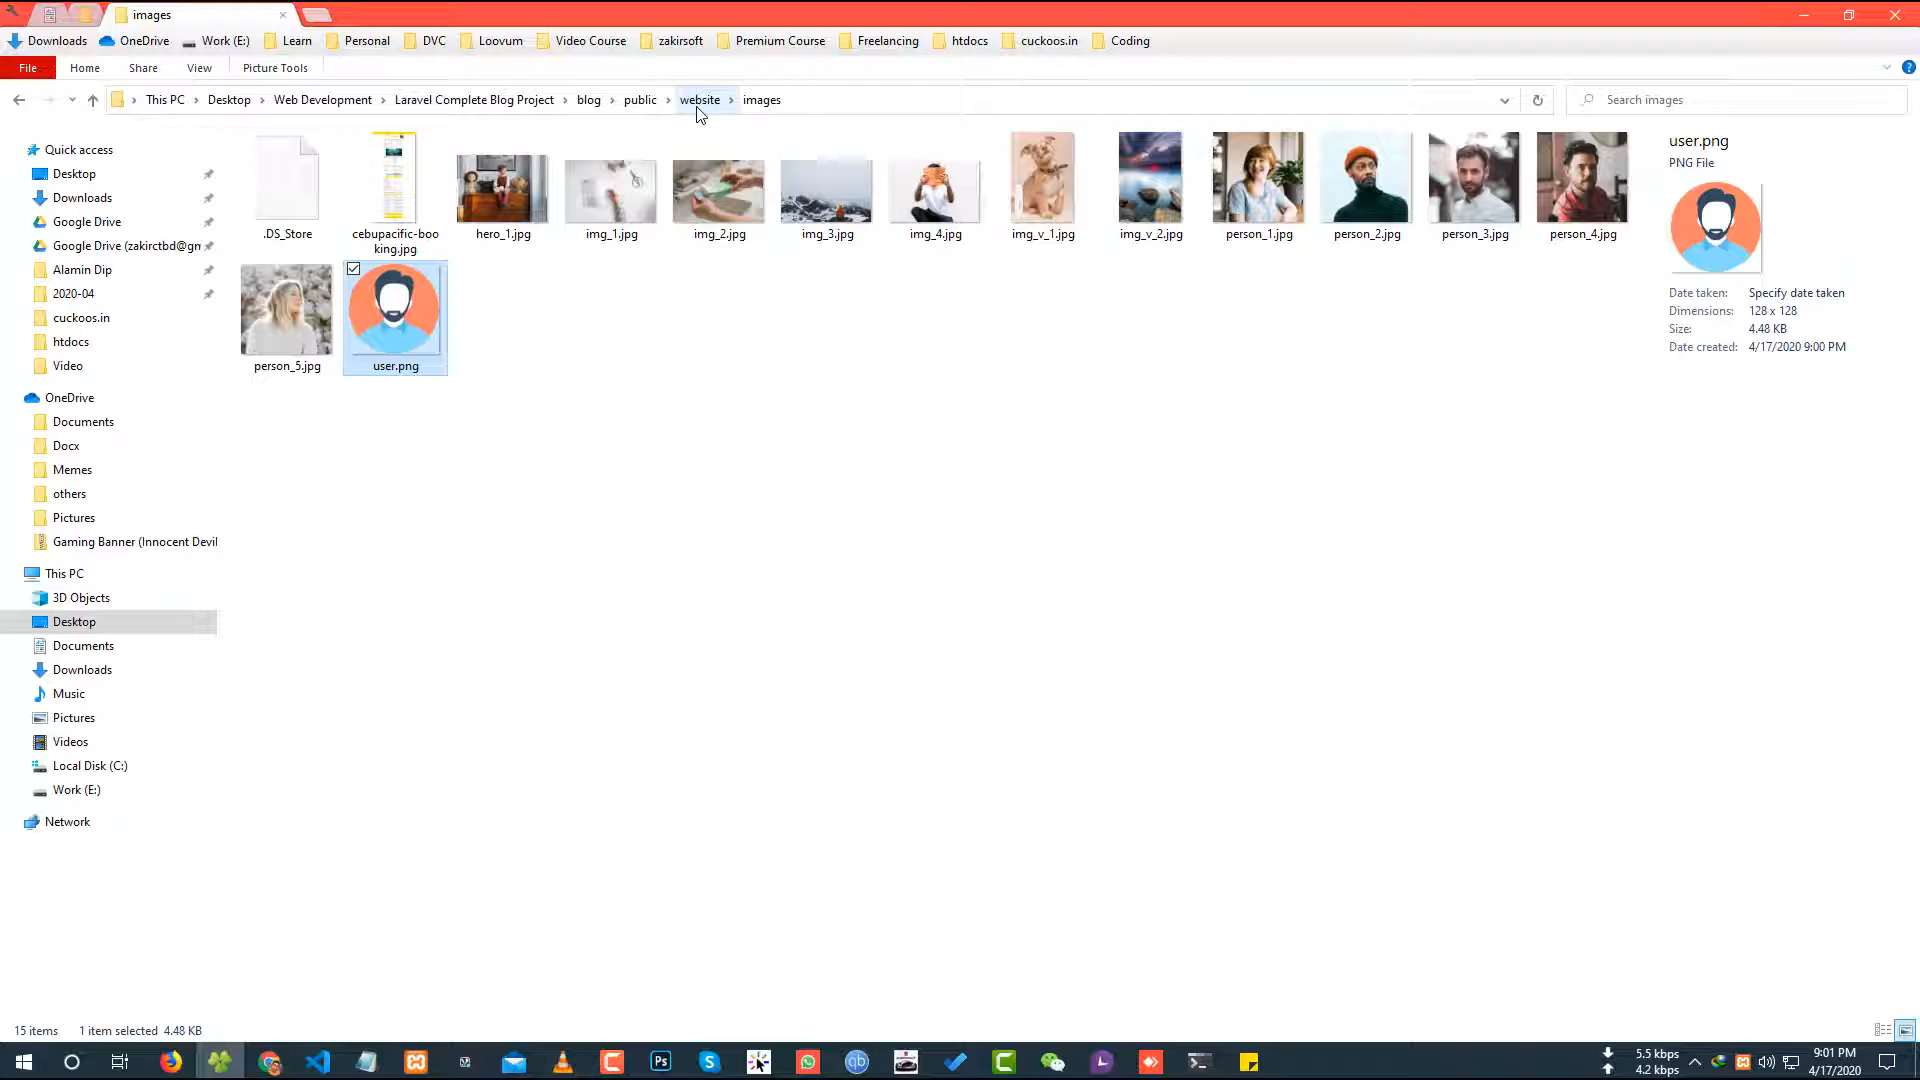 images
Downloads OneDrive Work (E:) Learn Personal DVC Loovum Video Course zakirsoft Premium Course Freelancing htdocs cuckoos.in Coding
File Home Share View Picture Tools
This PC Desktop Web Development Laravel Complete Blog Project blog public website images
Search images
Quick access
Desktop
Downloads
Google Drive
Google Drive (zakirctbd@gn
Alamin Dip
2020-04
cuckoos.in
htdocs
Video
OneDrive
Documents
Docx
Memes
others
Pictures
Gaming Banner (Innocent Devil
This PC
3D Objects
Desktop
Documents
Downloads
Music
Pictures
Videos
Local Disk (C:)
Work (E:)
Network
.DS_Store
cebupacific-boo
king.jpg
hero_1.jpg
img_1.jpg
img_2.jpg
img_3.jpg
img_4.jpg
img_v_1.jpg
img_v_2.jpg
person_1.jpg
person_2.jpg
person_3.jpg
person_4.jpg
person_5.jpg
user.png
user.png
PNG File
Date taken: Specify date taken
Dimensions: 128 x 128
Size: 4.48 KB
Date created: 4/17/2020 9:00 PM
15 items 1 item selected 4.48 KB
Ps
qb
5.5 kbps
4.2 kbps
9:01 PM
4/17/2020